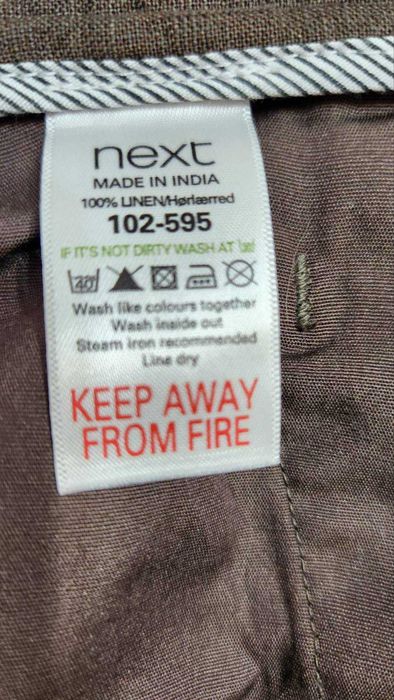 next
MADE IN INDIA
100% LINEN/Hørlærred
102-595
IF IT'S NOT DIRTY WASH AT
40
Wash like colours together
Wash inside out
Steam iron recommended
Line dry
KEEP AWAY
FROM FIRE